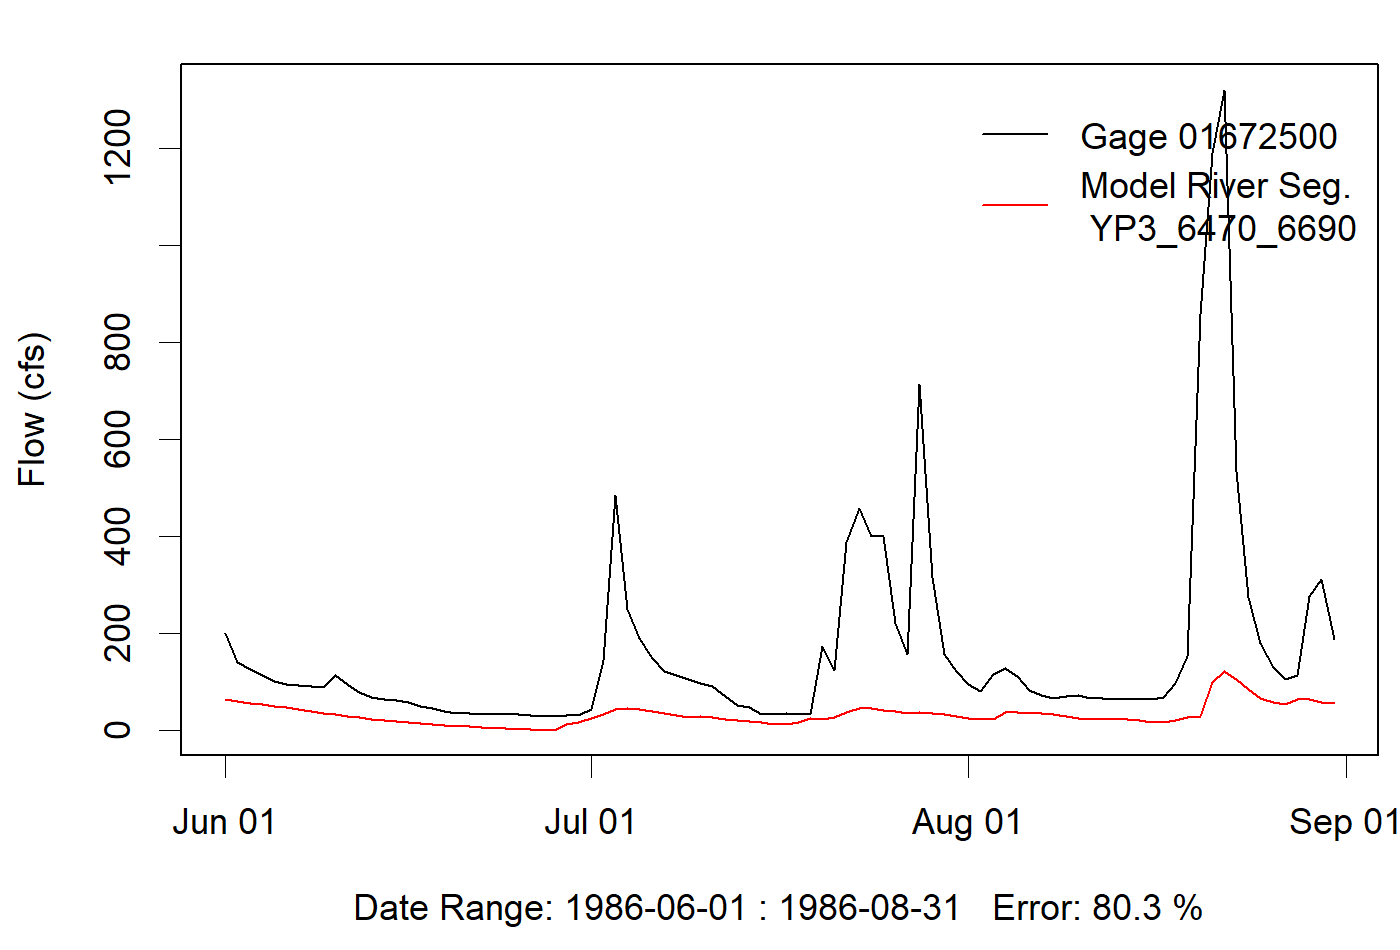 Gage 01672500
Model River Seg.
YP3_6470_6690
Flow (cfs)
1200
800
600
400
200
0
Jun 01
Jul 01
Aug 01
Sep 01
Date Range: 1986-06-01 : 1986-08-31   Error: 80.3 %